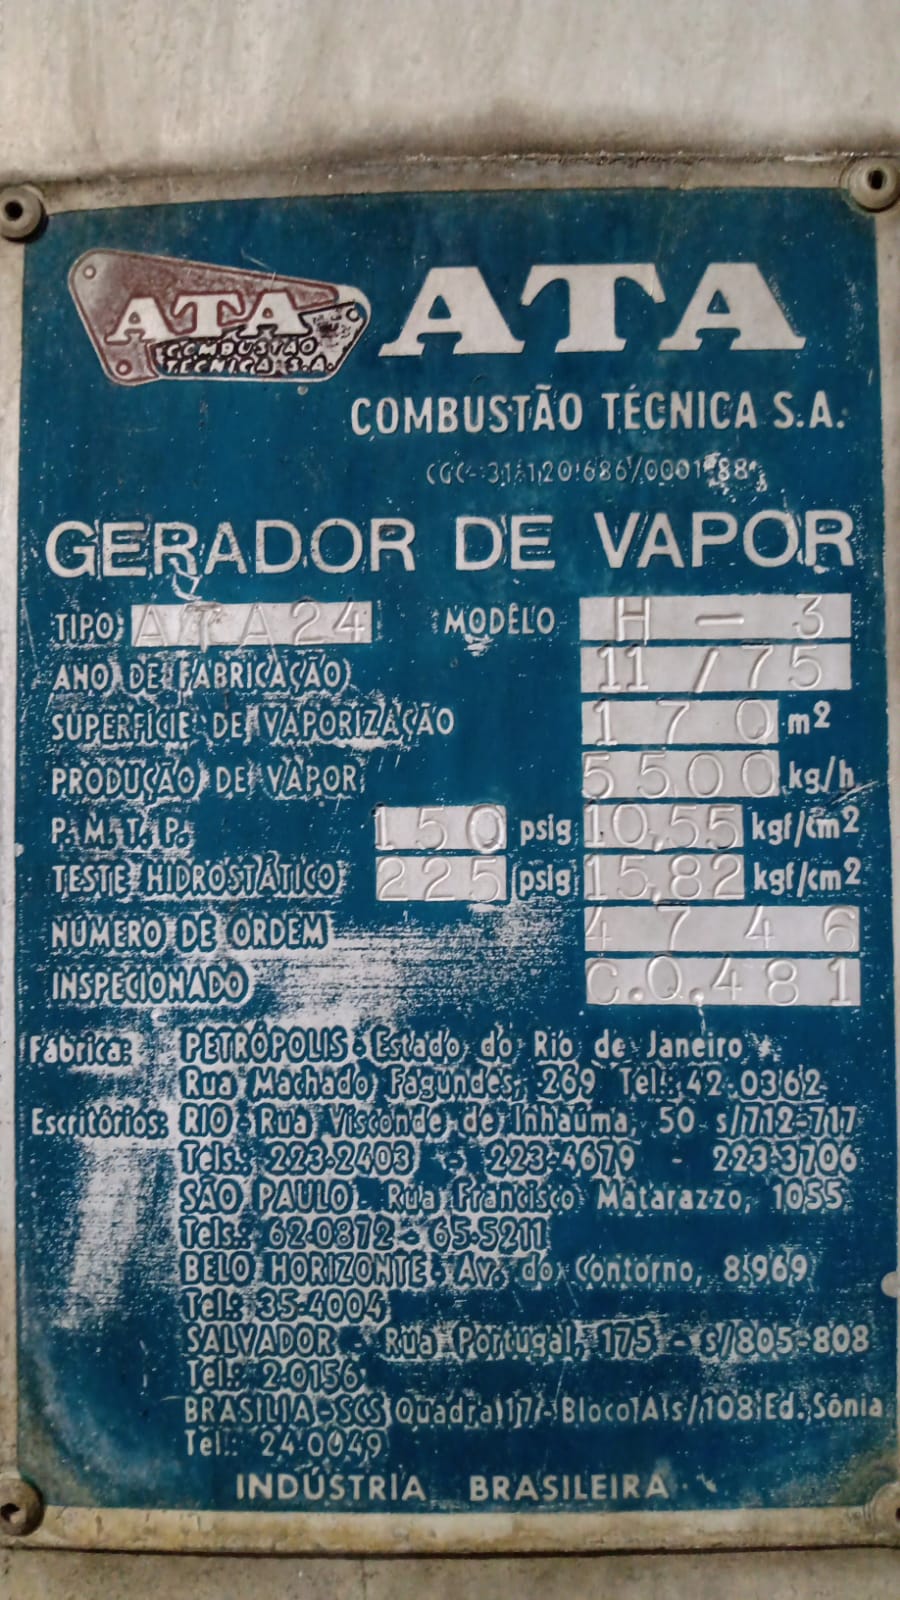 ATA
COMBUSTÃO
TÉCNICA S.A.
ATA
COMBUSTÃO TÉCNICA S.A.
CGC-31.120.686/0001-88
GERADOR DE VAPOR
TIPO ATA24 MODÊLO H-3
ANO DE FABRICAÇÃO 11/75
SUPERFÍCIE DE VAPORIZAÇÃO 170 m2
PRODUÇÃO DE VAPOR 5500 kg/h
P.M.T.P. 150 psig 10,55 kgf/cm2
TESTE HIDROSTÁTICO 225 psig 15,82 kgf/cm2
NÚMERO DE ORDEM 4746
INSPECIONADO C.O.481
Fábrica: PETRÓPOLIS - Estado do Rio de Janeiro
Rua Machado Fagundes, 269 Tel.: 42-0362
Escritórios: RIO - Rua Visconde de Inhaúma, 50 s/712-717
Tels.: 223-2403 - 223-4679 - 223-3706
SÃO PAULO - Rua Francisco Matarazzo, 1055
Tels.: 62-0872 - 65-5211
BELO HORIZONTE - Av. do Contorno, 8.969
Tel.: 35-4004
SALVADOR - Rua Portugal, 175 - s/805-808
Tel.: 2-0156
BRASÍLIA - SCS Quadra 17 - Bloco A s/108 Ed. Sônia
Tel.: 24-0049
INDÚSTRIA BRASILEIRA